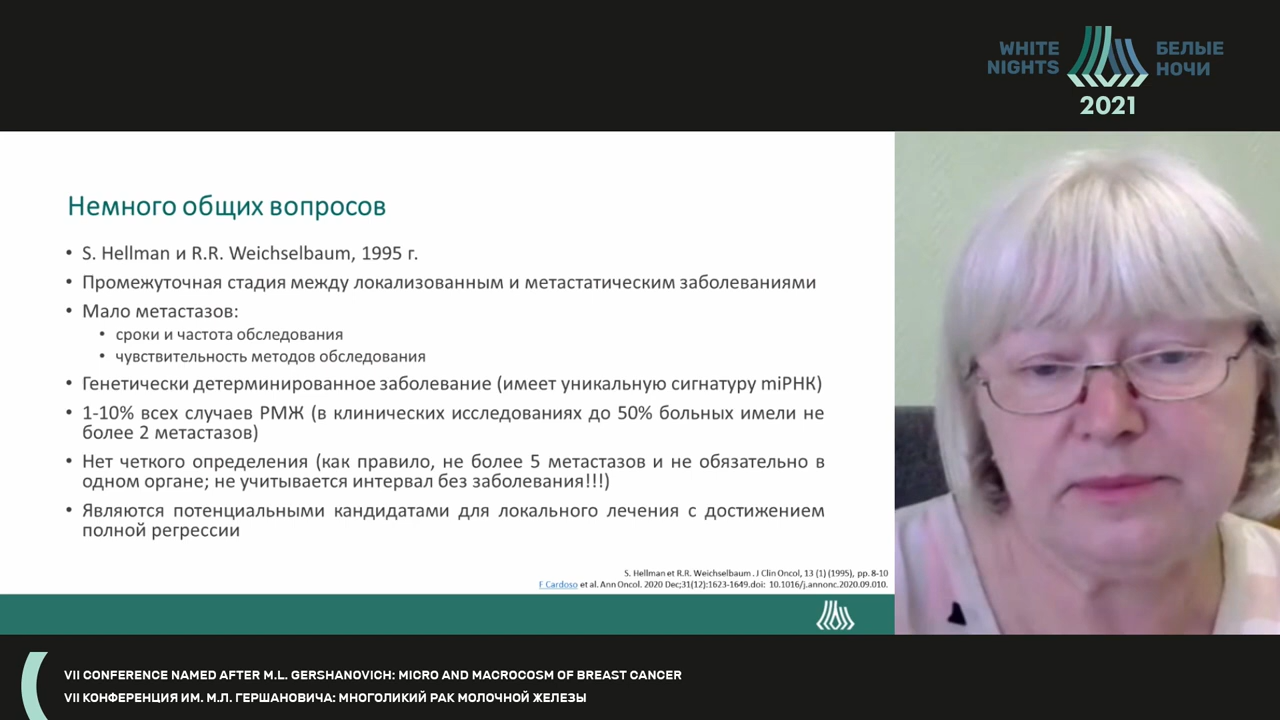 WHITE NIGHTS
БЕЛЫЕ НОЧИ
2021
Немного общих вопросов
• S. Hellman и R.R. Weichselbaum, 1995 г.
• Промежуточная стадия между локализованным и метастатическим заболеваниями
• Мало метастазов:
• сроки и частота обследования
• чувствительность методов обследования
• Генетически детерминированное заболевание (имеет уникальную сигнатуру miРНК)
• 1-10% всех случаев РМЖ (в клинических исследованиях до 50% больных имели не
более 2 метастазов)
• Нет четкого определения (как правило, не более 5 метастазов и не обязательно в
одном органе; не учитывается интервал без заболевания!!!)
• Являются потенциальными кандидатами для локального лечения с достижением
полной регрессии
S. Hellman et R.R. Weichselbaum . J Clin Oncol, 13 (1) (1995), pp. 8-10
F Cardoso et al. Ann Oncol. 2020 Dec;31(12):1623-1649.doi: 10.1016/j.annonc.2020.09.010.
VII CONFERENCE NAMED AFTER M.L. GERSHANOVICH: MICRO AND MACROCOSM OF BREAST CANCER
VII КОНФЕРЕНЦИЯ ИМ. М.Л. ГЕРШАНОВИЧА: МНОГОЛИКИЙ РАК МОЛОЧНОЙ ЖЕЛЕЗЫ